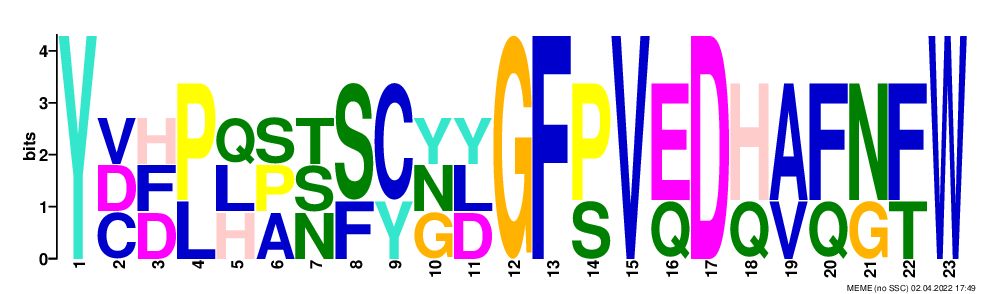 bits
4
3
2
1
0
Y V H P Q S T S C Y Y G F P V E D H A F N F W
D F L P S N L
C D L H A N F Y G D S Q Q V Q G T
1 2 3 4 5 6 7 8 9 10 11 12 13 14 15 16 17 18 19 20 21 22 23
MEME (no SSC) 02.04.2022 17:49